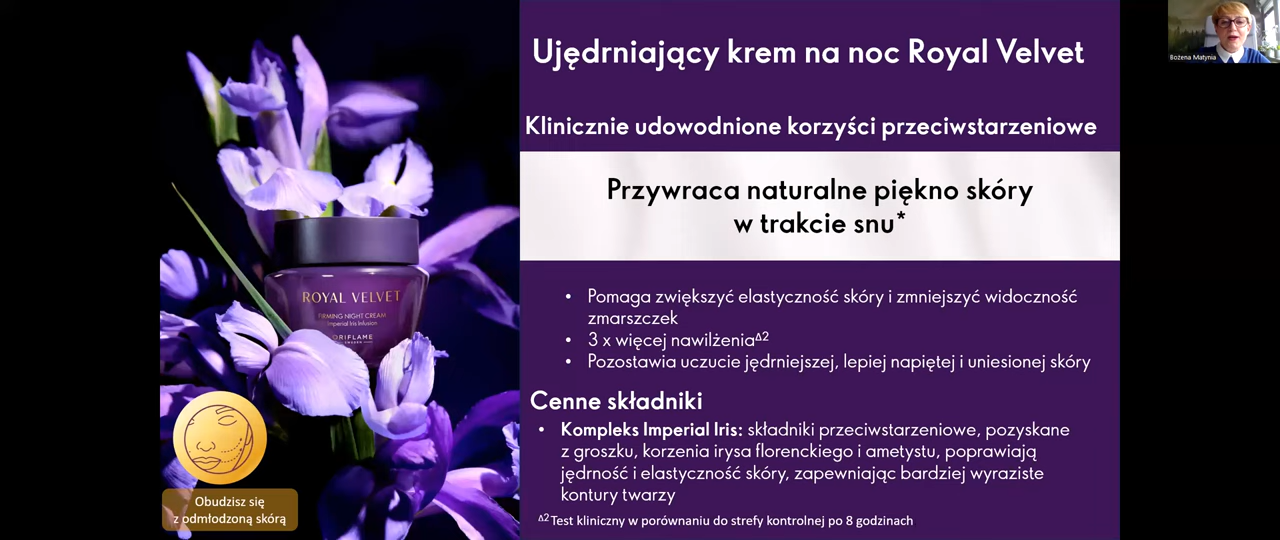 Ujędrniający krem na noc Royal Velvet
Klinicznie udowodnione korzyści przeciwstarzeniowe
Przywraca naturalne piękno skóry
w trakcie snu*
• Pomaga zwiększyć elastyczność skóry i zmniejszyć widoczność
zmarszczek
• 3 x więcej nawilżenia∆2
• Pozostawia uczucie jędrniejszej, lepiej napiętej i uniesionej skóry
Cenne składniki
• Kompleks Imperial Iris: składniki przeciwstarzeniowe, pozyskane
z groszku, korzenia irysa florenckiego i ametystu, poprawiają
jędrność i elastyczność skóry, zapewniając bardziej wyraziste
kontury twarzy
∆2 Test kliniczny w porównaniu do strefy kontrolnej po 8 godzinach
ROYAL VELVET
FIRMING NIGHT CREAM
Imperial Iris Infusion
ORIFLAME
Obudzisz się
z odmłodzoną skórą
Bożena Matynia